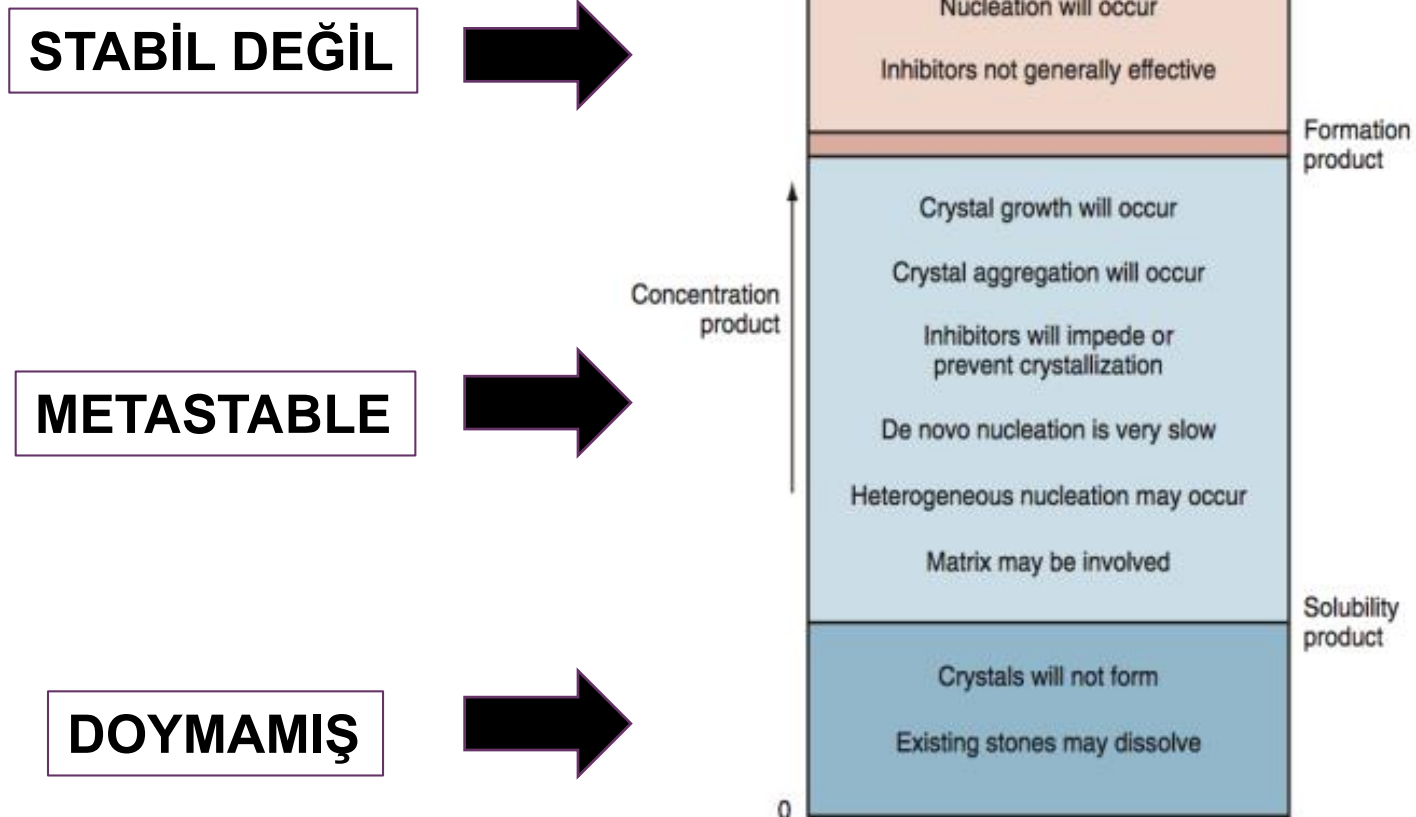 STABİL DEĞİL
Nucleation will occur
Inhibitors not generally effective
Formation
product
Crystal growth will occur
Crystal aggregation will occur
Concentration
product
Inhibitors will impede or
prevent crystallization
METASTABLE
De novo nucleation is very slow
Heterogeneous nucleation may occur
Matrix may be involved
Solubility
product
Crystals will not form
DOYMAMIŞ
Existing stones may dissolve
0